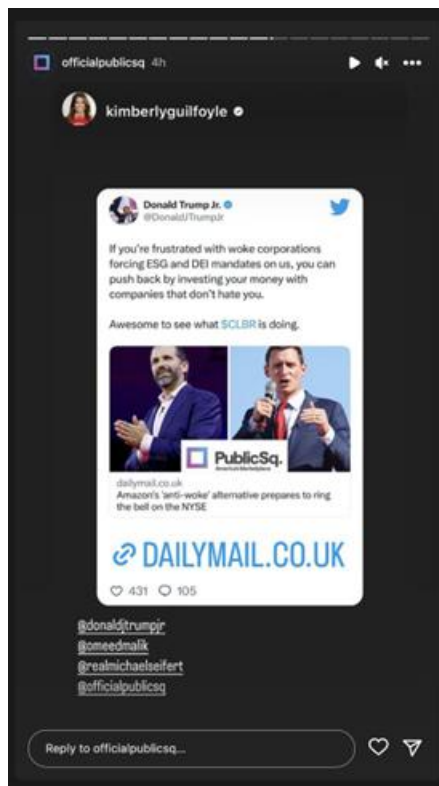 officialpublicsq 4h
kimberlyguilfoyle
Donald Trump Jr.
@DonaldJTrumpJr
If you're frustrated with woke corporations
forcing ESG and DEI mandates on us, you can
push back by investing your money with
companies that don't hate you.
Awesome to see what $CLBR is doing.
PublicSq.
America's Marketplace
dailymail.co.uk
Amazon's 'anti-woke' alternative prepares to ring
the bell on the NYSE
DAILYMAIL.CO.UK
431 105
@donaldjtrumpjr
@omeedmalik
@realmichaelseifert
@officialpublicsq
Reply to officialpublicsq...